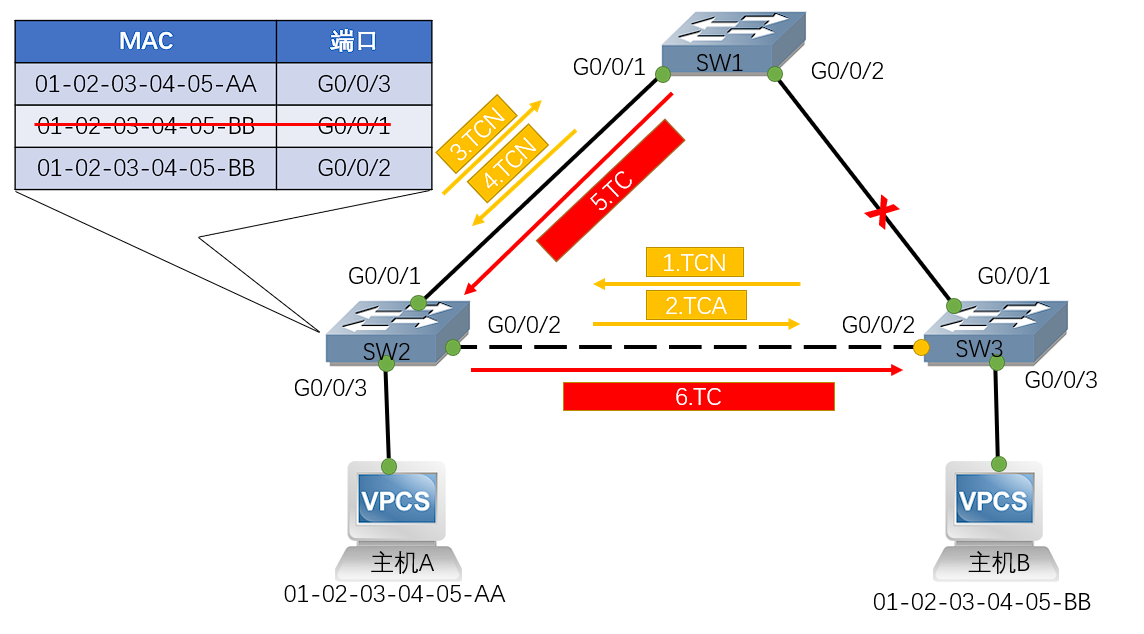 MAC 端口
01-02-03-04-05-AA G0/0/3
01-02-03-04-05-BB G0/0/1
01-02-03-04-05-BB G0/0/2
SW1
G0/0/1
G0/0/2
3.TCN
4.TCN
5.TC
1.TCN
2.TCA
G0/0/1
G0/0/1
G0/0/2
G0/0/2
SW2
SW3
G0/0/3
G0/0/3
6.TC
VPCS
VPCS
主机A
主机B
01-02-03-04-05-AA
01-02-03-04-05-BB